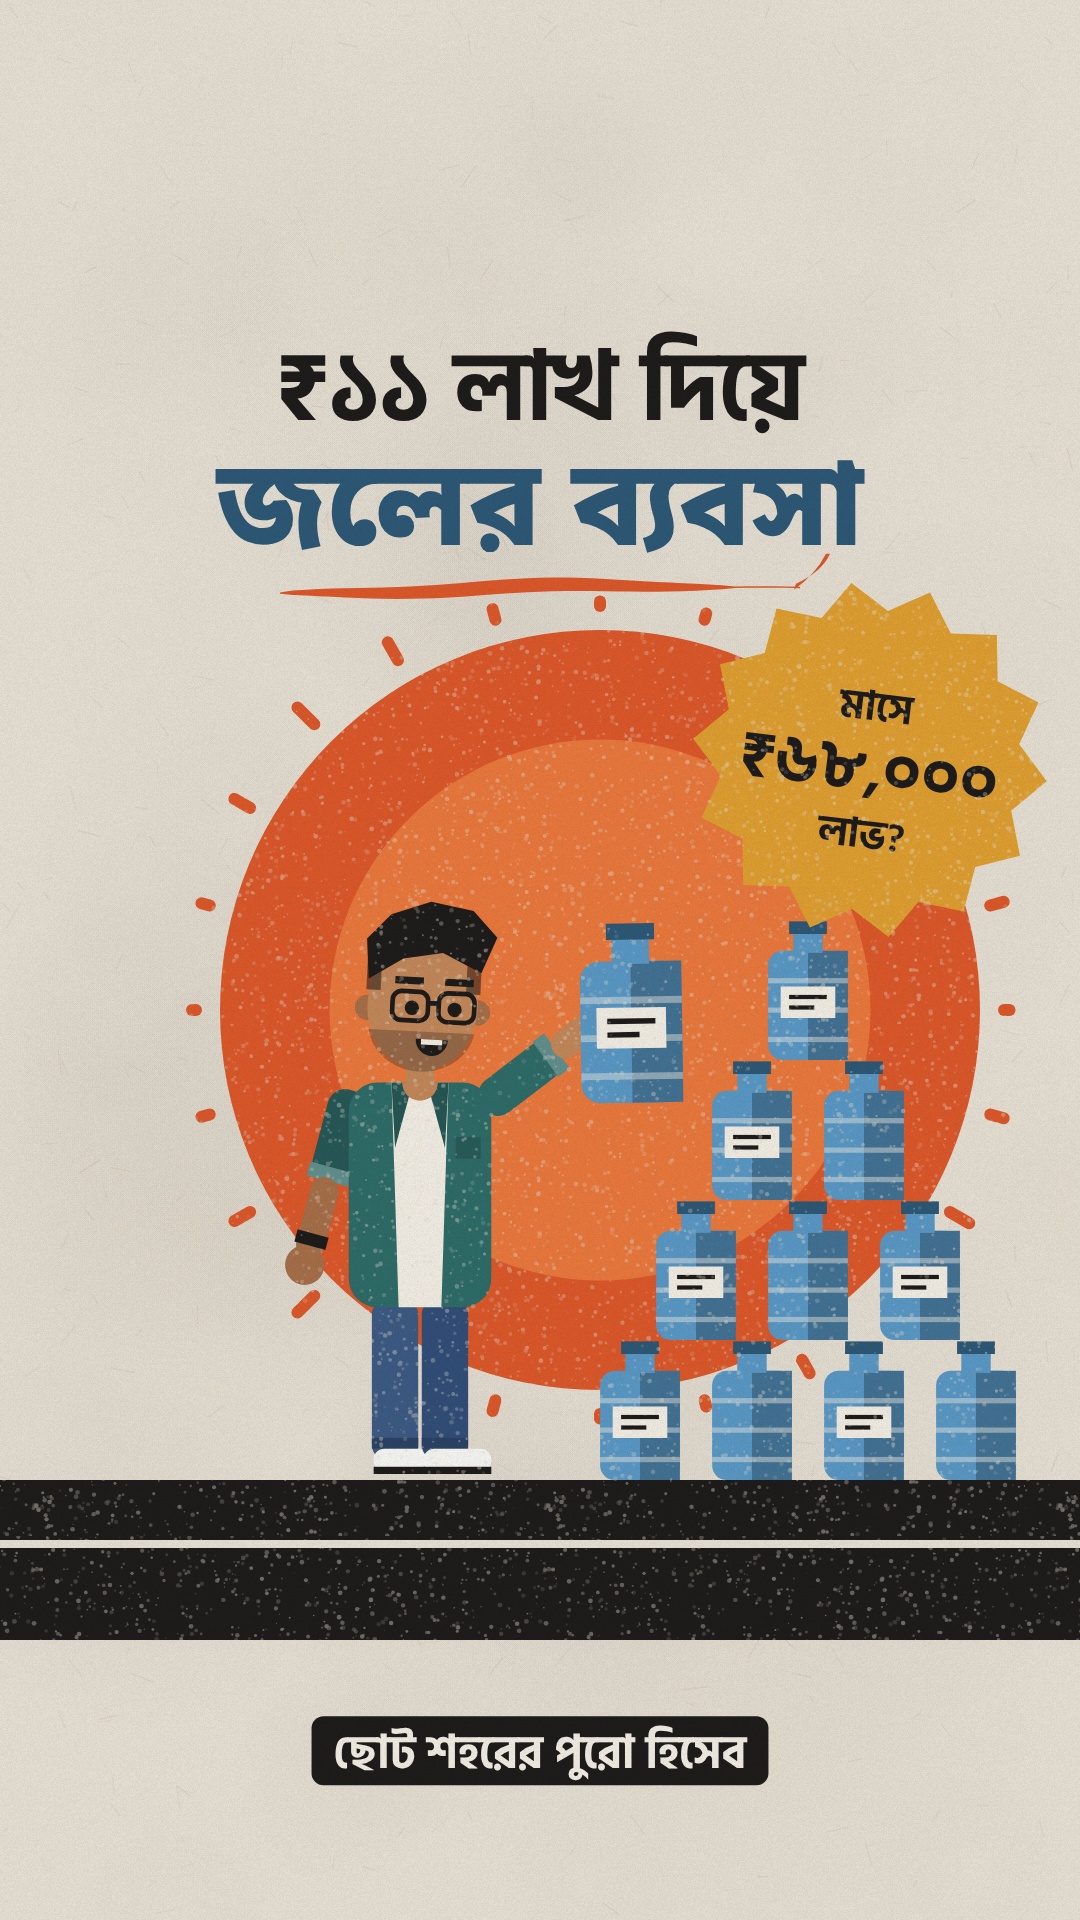 ₹১১ লাখ দিয়ে
জলের ব্যবসা
মাসে
₹৬৮,০০০
লাভ?
ছোট শহরের পুরো হিসেব